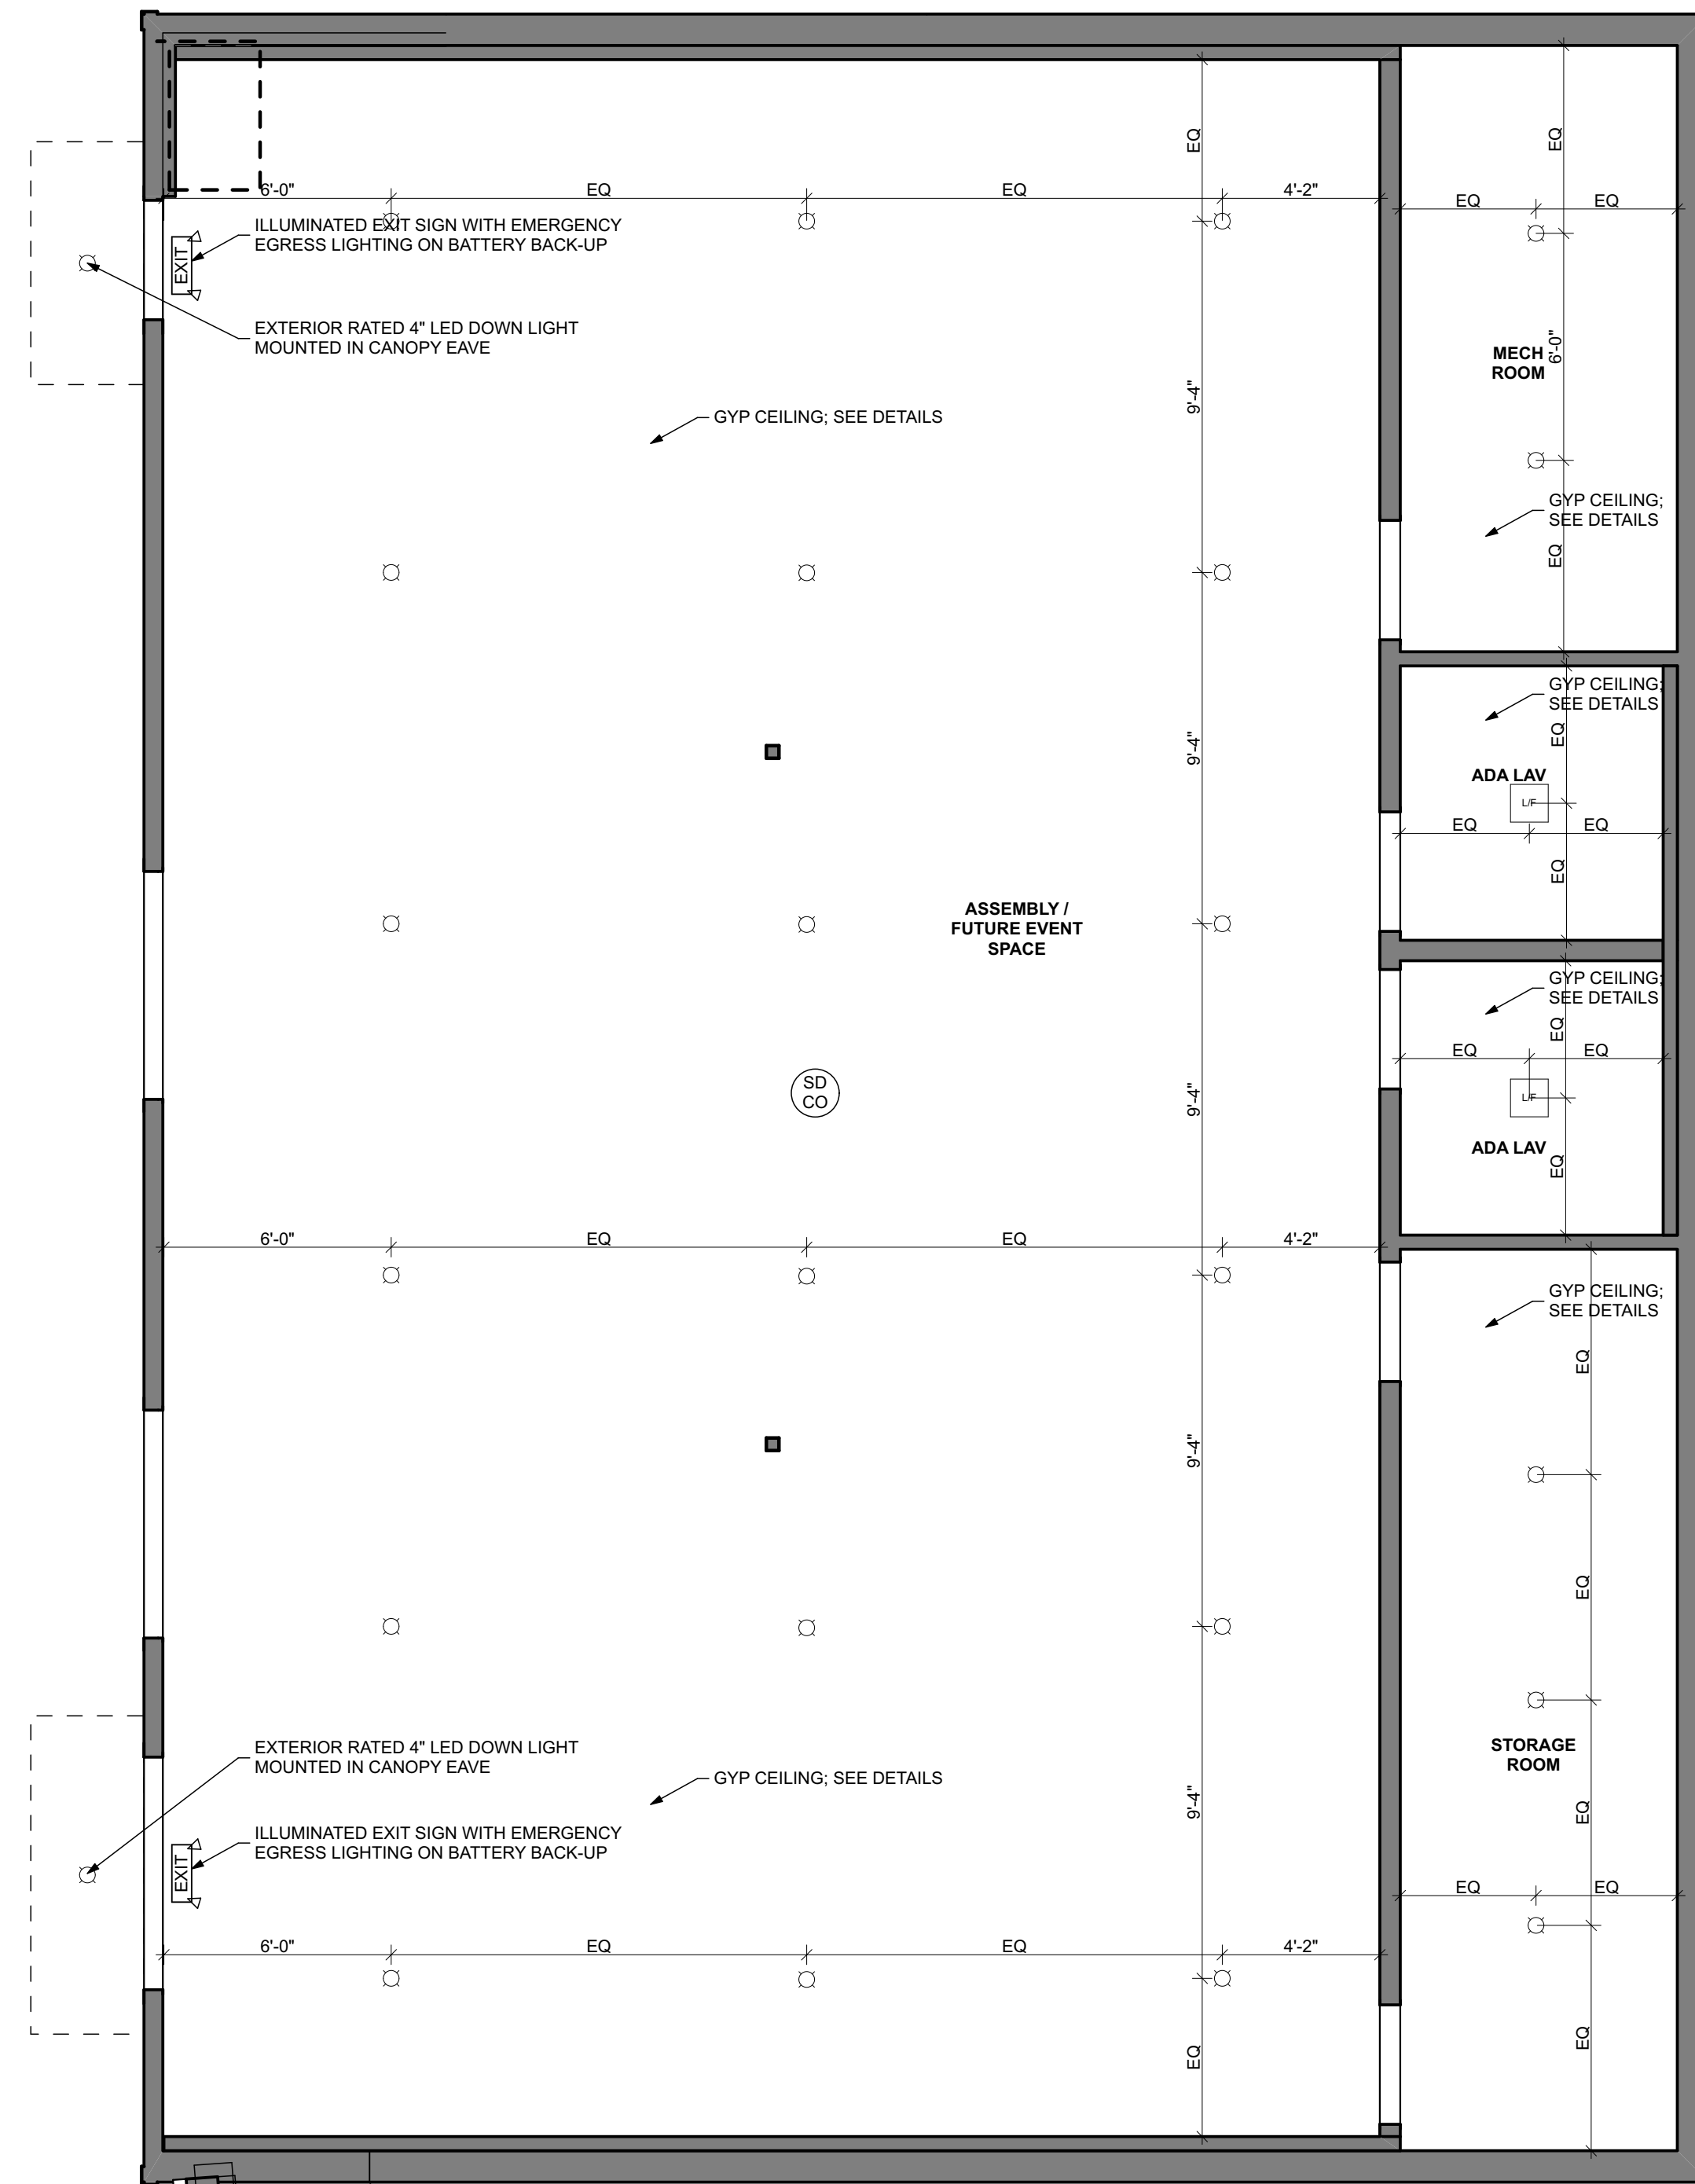 EQ
EQ
6'-0"
EQ
EQ
4'-2"
EQ
EQ
ILLUMINATED EXIT SIGN WITH EMERGENCY
EGRESS LIGHTING ON BATTERY BACK-UP
EXIT
EXTERIOR RATED 4" LED DOWN LIGHT
MOUNTED IN CANOPY EAVE
MECH
ROOM
6'-0"
9'-4"
GYP CEILING; SEE DETAILS
GYP CEILING;
SEE DETAILS
EQ
GYP CEILING;
SEE DETAILS
EQ
9'-4"
ADA LAV
L/F
EQ
EQ
EQ
ASSEMBLY /
FUTURE EVENT
SPACE
GYP CEILING;
SEE DETAILS
EQ
EQ
EQ
SD
CO
9'-4"
L/F
ADA LAV
EQ
6'-0"
EQ
EQ
4'-2"
GYP CEILING;
SEE DETAILS
EQ
9'-4"
EQ
EXTERIOR RATED 4" LED DOWN LIGHT
MOUNTED IN CANOPY EAVE
STORAGE
ROOM
GYP CEILING; SEE DETAILS
9'-4"
EQ
ILLUMINATED EXIT SIGN WITH EMERGENCY
EGRESS LIGHTING ON BATTERY BACK-UP
EXIT
EQ
EQ
6'-0"
EQ
EQ
4'-2"
EQ
EQ